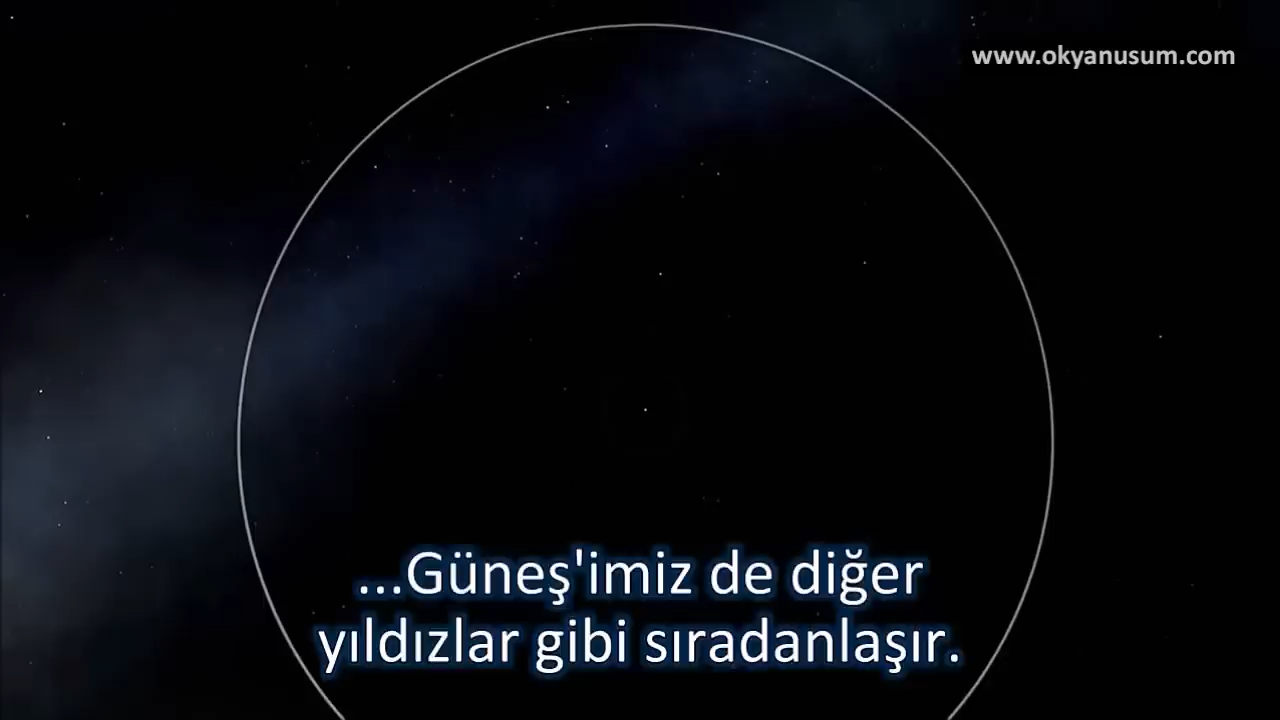 www.okyanusum.com
...Güneş'imiz de diğer
yıldızlar gibi sıradanlaşır.